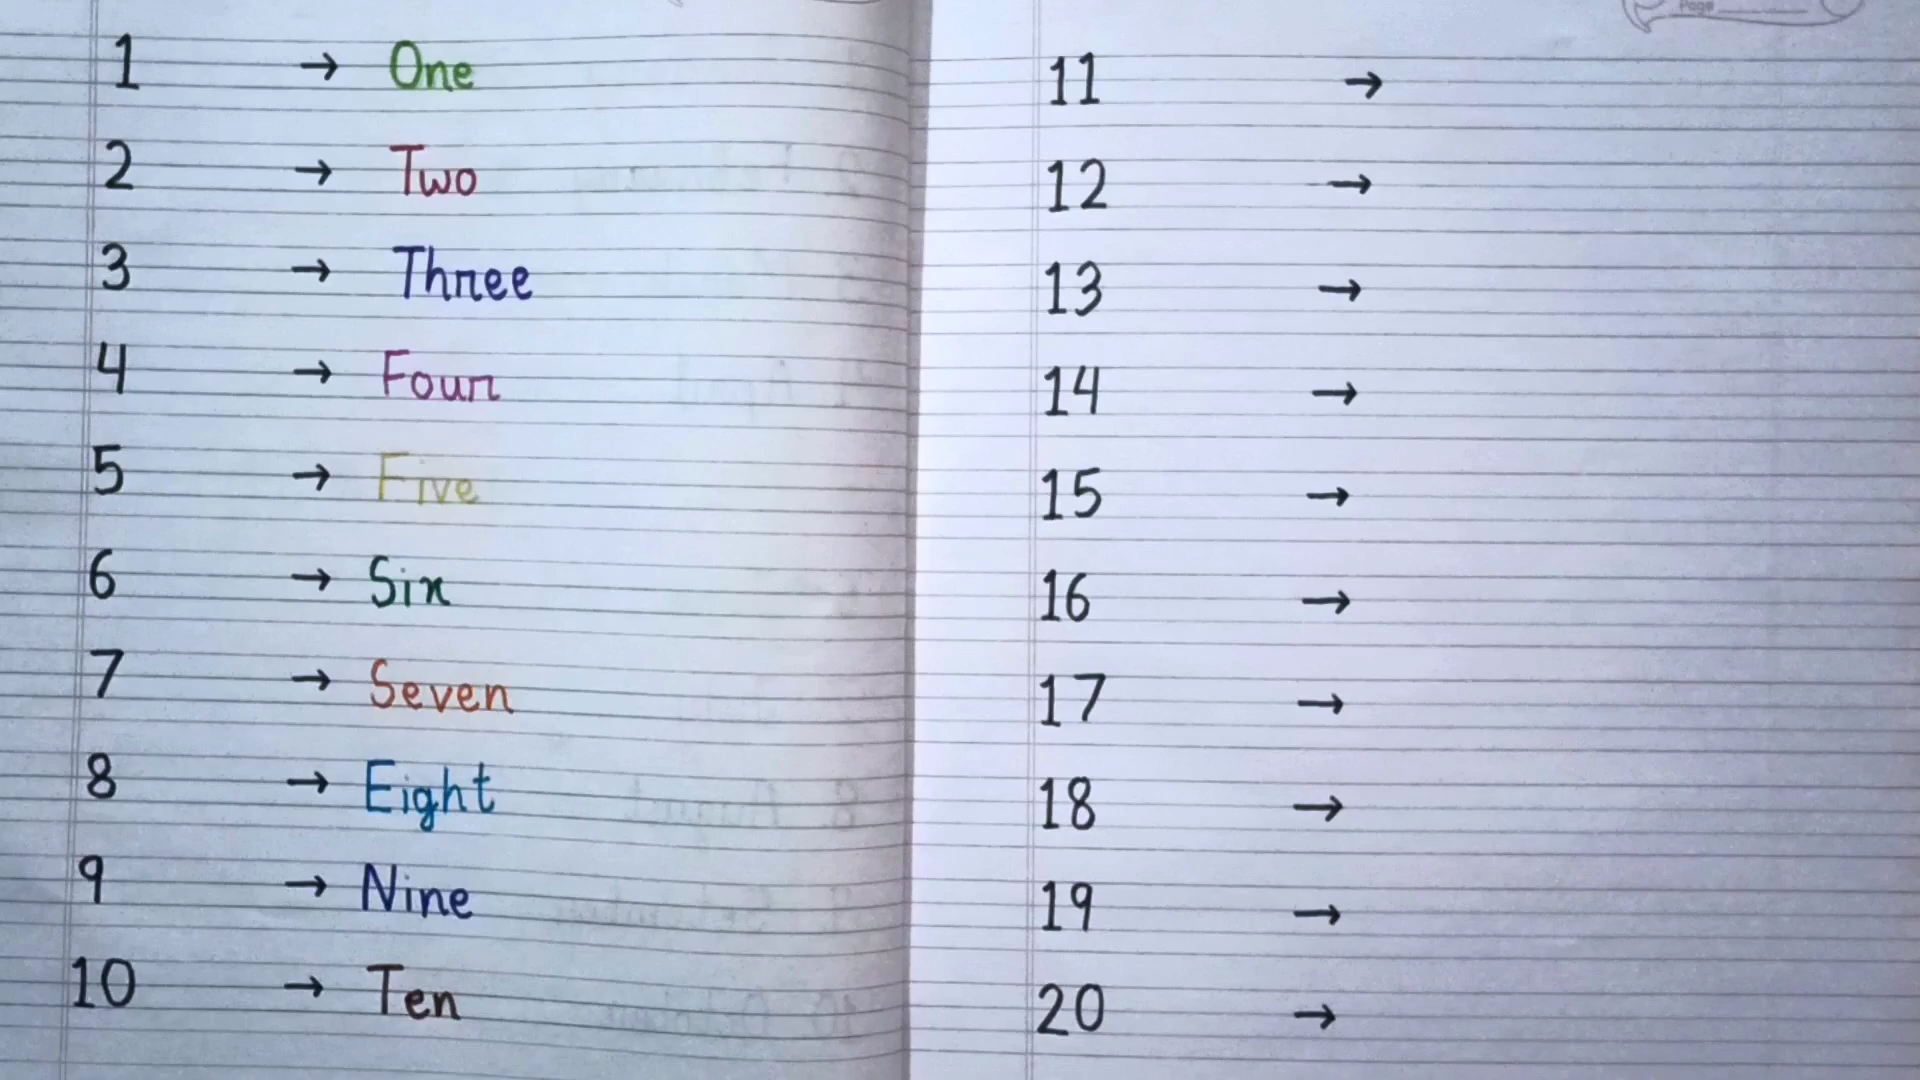 1 → One
2 → Two
3 → Three
4 → Four
5 → Five
6 → Six
7 → Seven
8 → Eight
9 → Nine
10 → Ten
Page
11 →
12 →
13 →
14 →
15 →
16 →
17 →
18 →
19 →
20 →